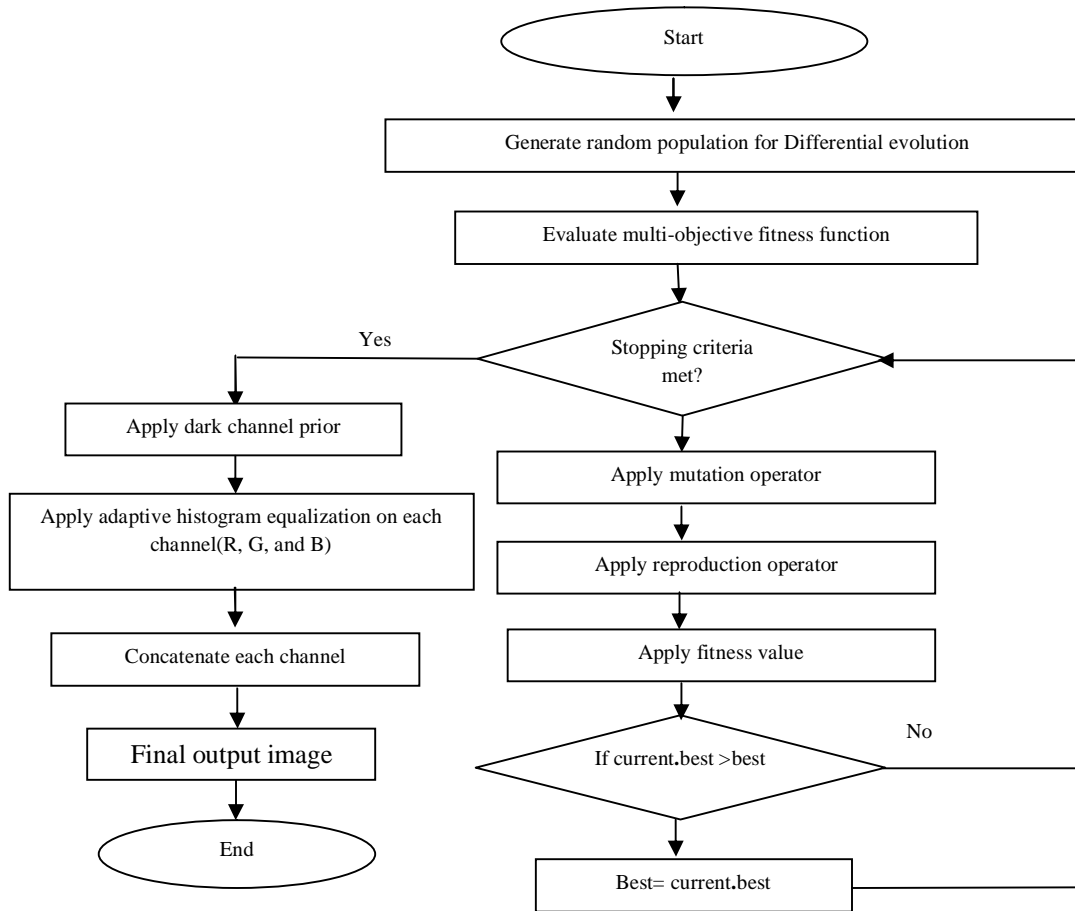 Start
Generate random population for Differential evolution
Evaluate multi-objective fitness function
Yes
Stopping criteria
met?
Apply dark channel prior
Apply mutation operator
Apply adaptive histogram equalization on each
channel(R, G, and B)
Apply reproduction operator
Concatenate each channel
Apply fitness value
Final output image
If current.best >best
No
End
Best= current.best